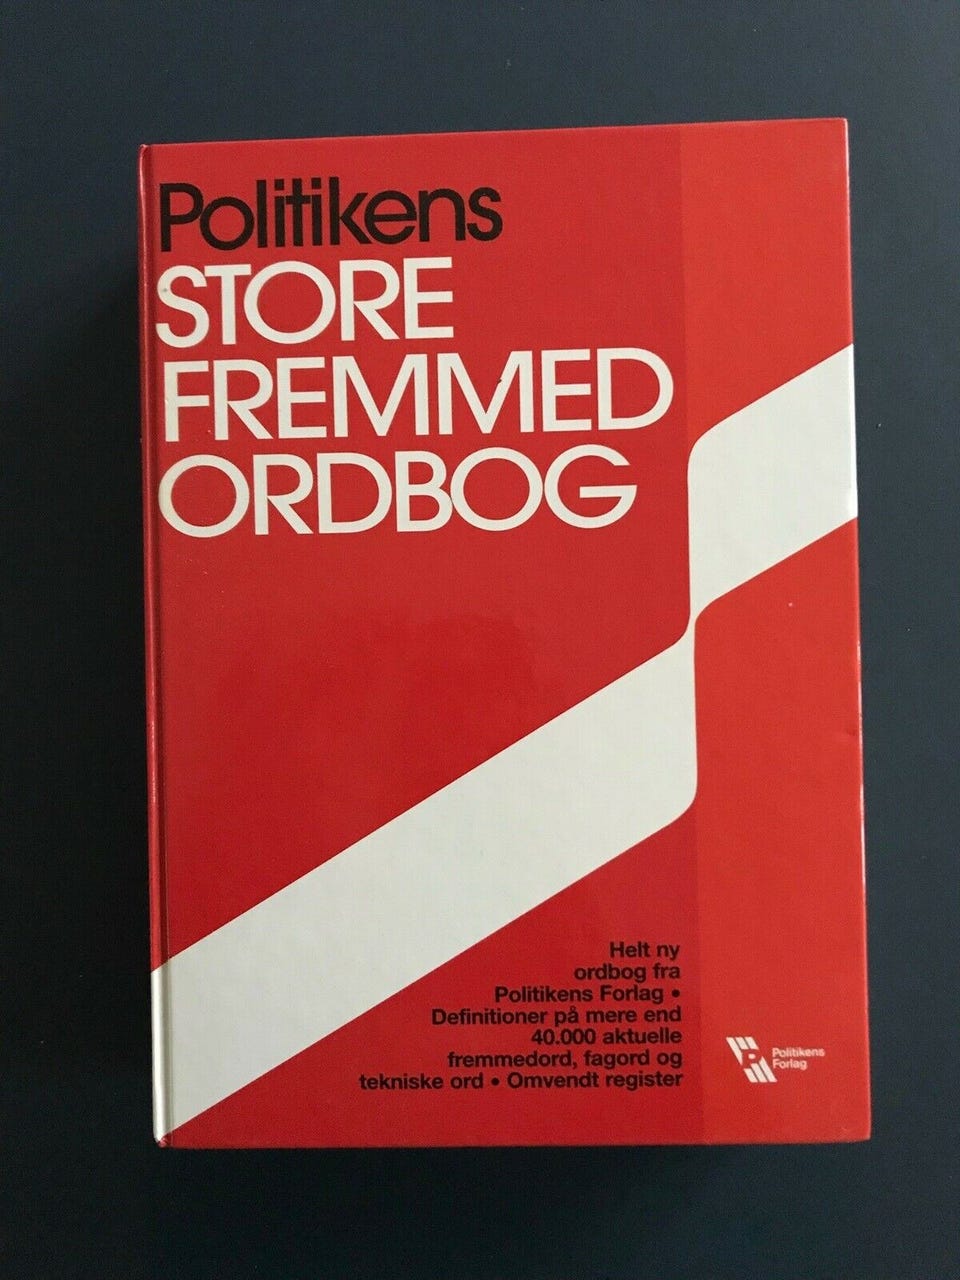 Politikens
STORE
FREMMED
ORDBOG
Helt ny
ordbog fra
Politikens Forlag •
Definitioner på mere end
40.000 aktuelle
fremmedord, fagord og
tekniske ord • Omvendt register
P
Politikens
Forlag